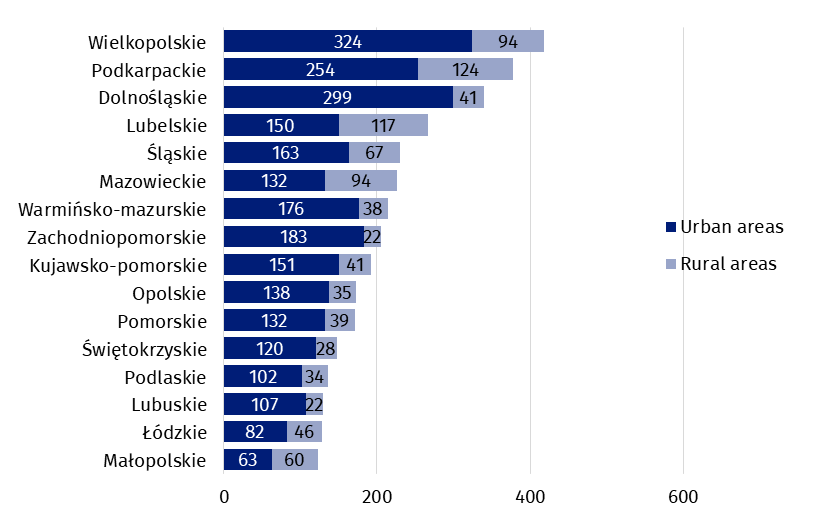 Wielkopolskie 324 94
Podkarpackie 254 124
Dolnośląskie 299 41
Lubelskie 150 117
Śląskie 163 67
Mazowieckie 132 94
Warmińsko-mazurskie 176 38
Zachodniopomorskie 183 22
Kujawsko-pomorskie 151 41
Opolskie 138 35
Pomorskie 132 39
Świętokrzyskie 120 28
Podlaskie 102 34
Lubuskie 107 22
Łódzkie 82 46
Małopolskie 63 60
0 200 400 600
Urban areas
Rural areas